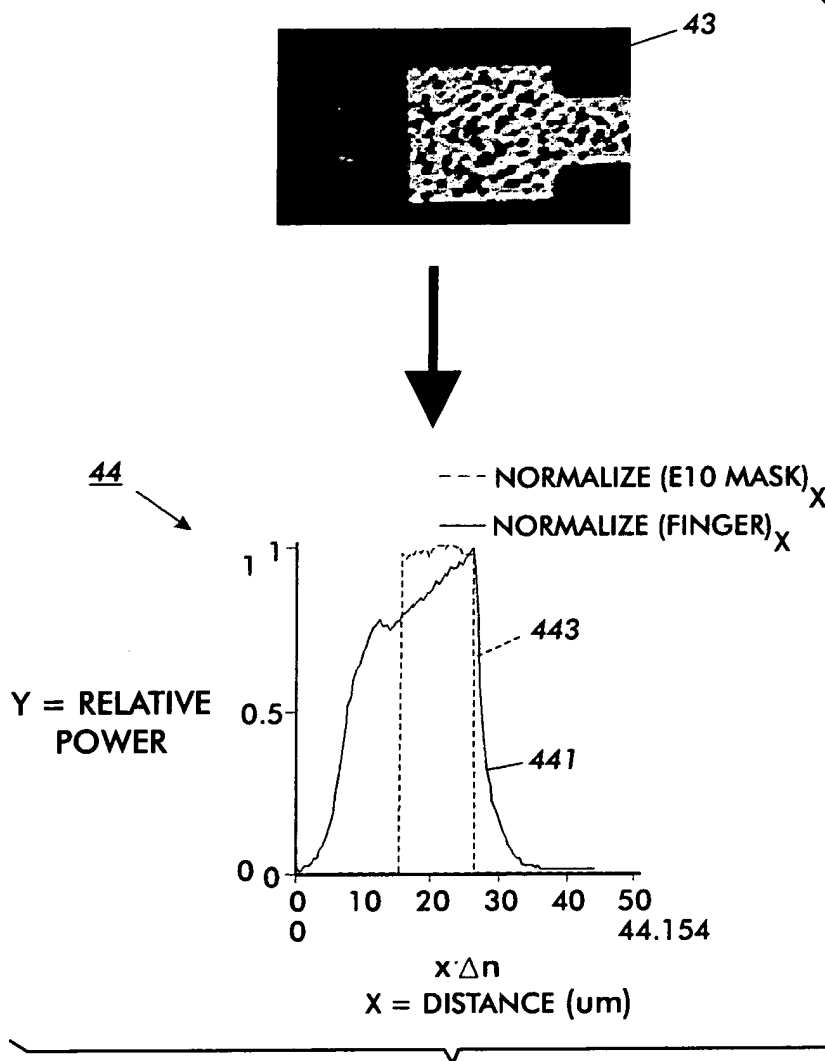 43
44
NORMALIZE (E10 MASK)X
NORMALIZE (FINGER)X
1 1
443
Y = RELATIVE
POWER
0.5
441
0 0
0 10 20 30 40 50
0 44.154
x·Δn
X = DISTANCE (um)